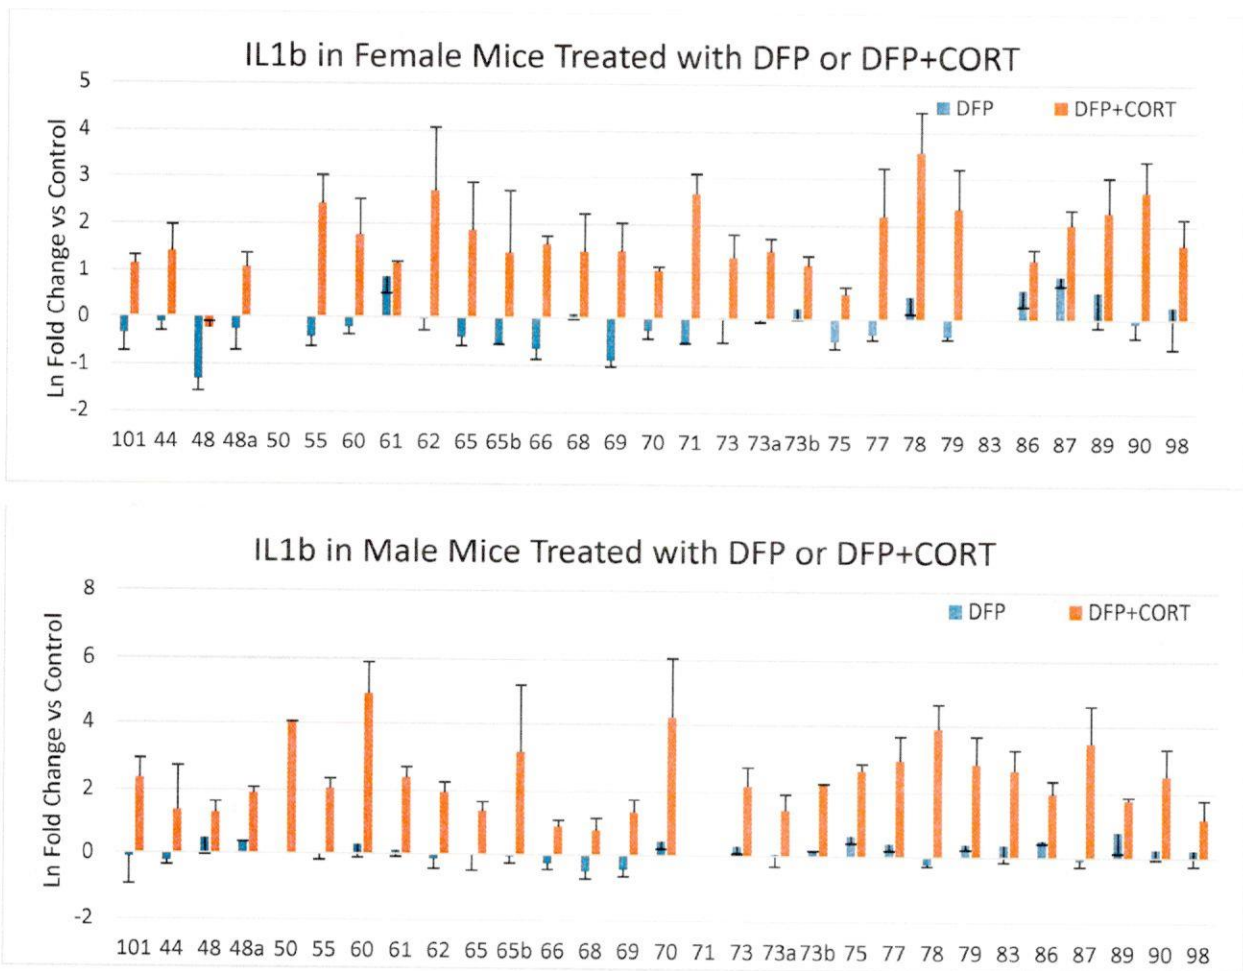 IL1b in Female Mice Treated with DFP or DFP+CORT
5
DFP
DFP+CORT
4
3
2
1
0
-1
-2
Ln Fold Change vs Control
101 44 48 48a 50 55 60 61 62 65 65b 66 68 69 70 71 73 73a 73b 75 77 78 79 83 86 87 89 90 98
IL1b in Male Mice Treated with DFP or DFP+CORT
8
DFP
DFP+CORT
6
4
2
0
-2
Ln Fold Change vs Control
101 44 48 48a 50 55 60 61 62 65 65b 66 68 69 70 71 73 73a 73b 75 77 78 79 83 86 87 89 90 98